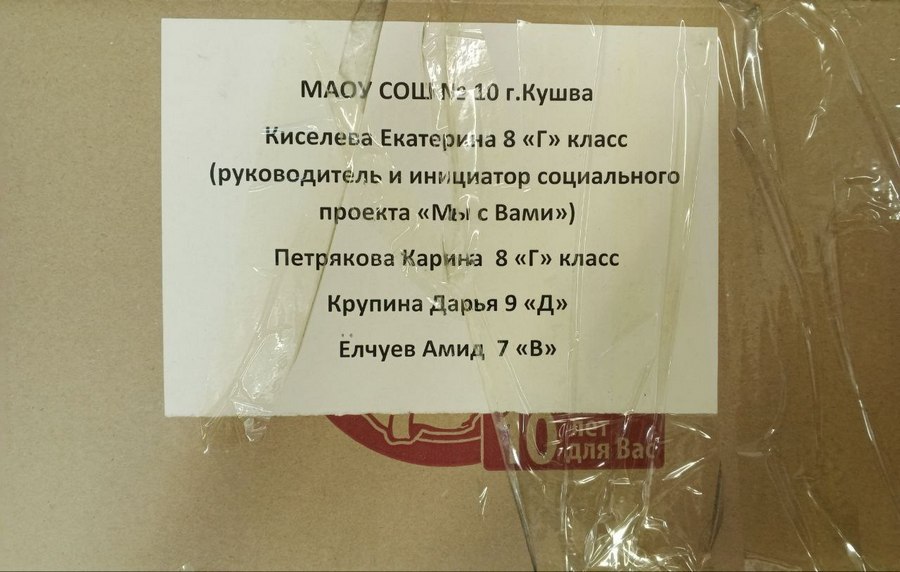 МАОУ СОШ № 10 г.Кушва
Киселева Екатерина 8 «Г» класс
(руководитель и инициатор социального
проекта «Мы с Вами»)
Петрякова Карина 8 «Г» класс
Крупина Дарья 9 «Д»
Ёлчуев Амид 7 «В»
10 лет
для Вас